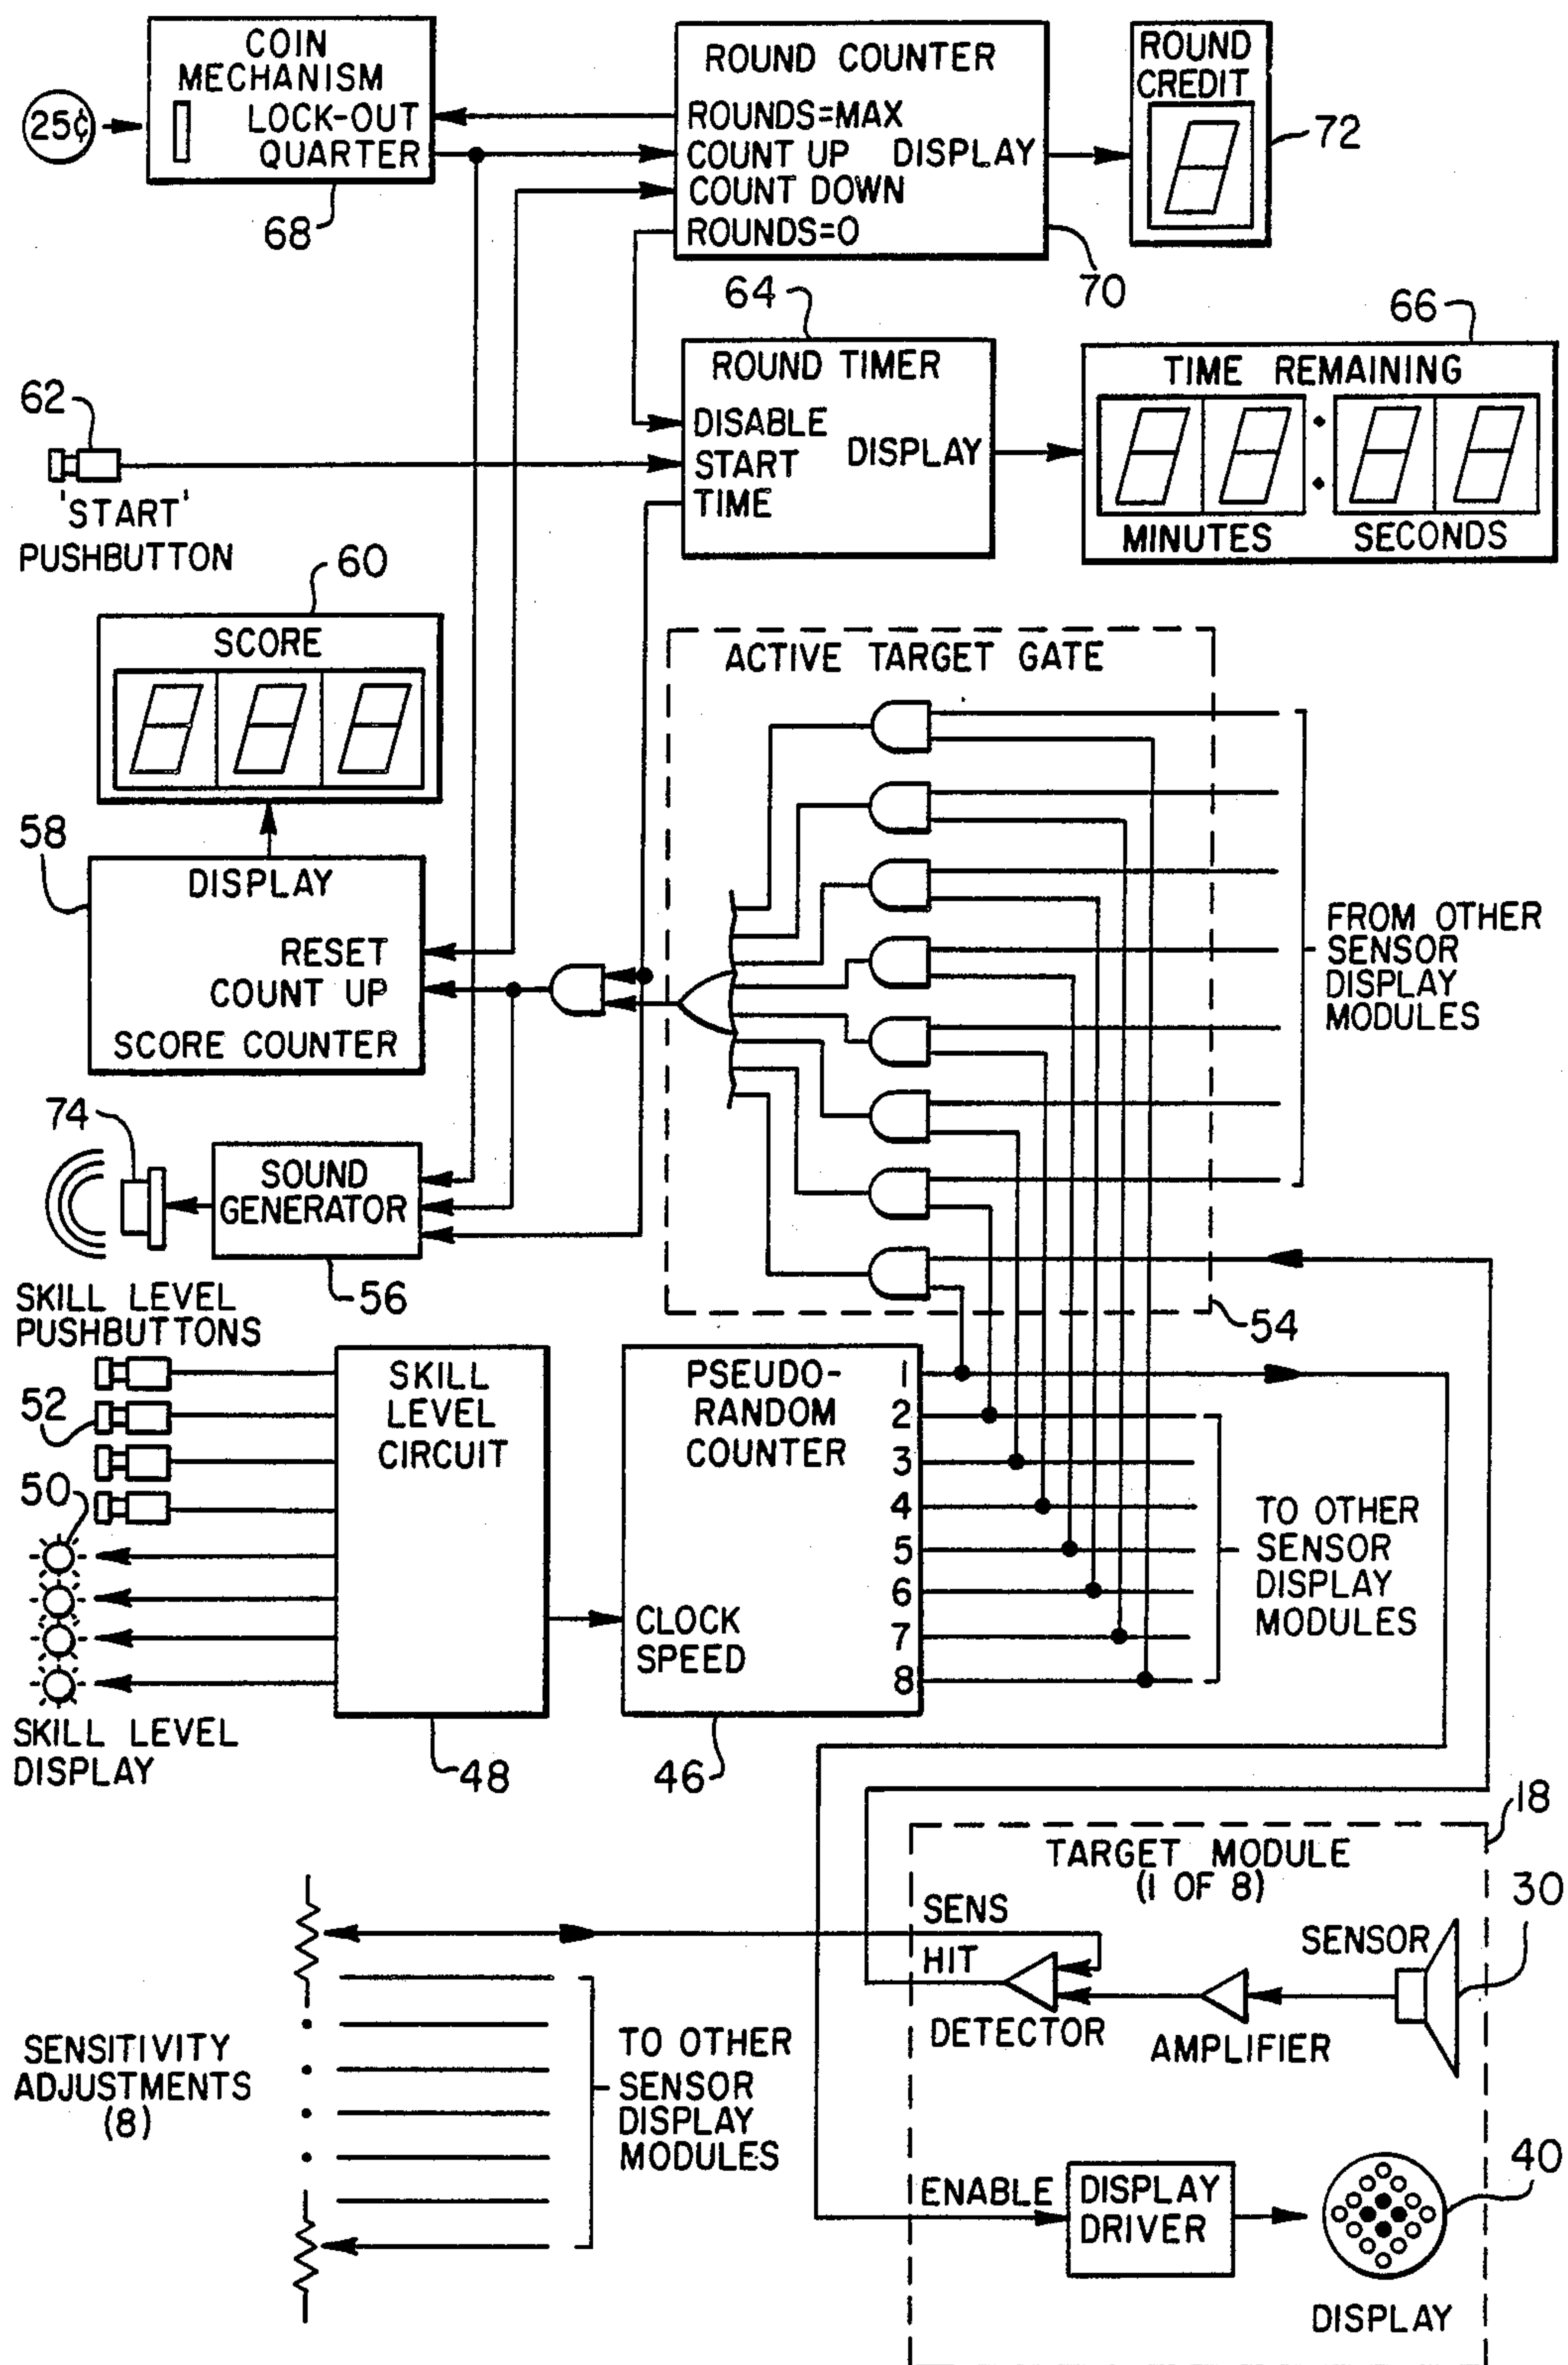 COIN
MECHANISM
LOCK-OUT
QUARTER
25¢
68
ROUND COUNTER
ROUNDS=MAX
COUNT UP DISPLAY
COUNT DOWN
ROUNDS=0
70
ROUND
CREDIT
72
64
ROUND TIMER
DISABLE
START
DISPLAY
TIME
66
TIME REMAINING
MINUTES
SECONDS
62
'START'
PUSHBUTTON
60
SCORE
58
DISPLAY
RESET
COUNT UP
SCORE COUNTER
ACTIVE TARGET GATE
FROM OTHER
SENSOR
DISPLAY
MODULES
54
74
SOUND
GENERATOR
56
SKILL LEVEL
PUSHBUTTONS
52
50
SKILL LEVEL
DISPLAY
SKILL
LEVEL
CIRCUIT
48
PSEUDO-
RANDOM
COUNTER
CLOCK
SPEED
46
1
2
3
4
5
6
7
8
TO OTHER
SENSOR
DISPLAY
MODULES
18
TARGET MODULE
(1 OF 8)
SENS
HIT
DETECTOR
AMPLIFIER
SENSOR
30
SENSITIVITY
ADJUSTMENTS
(8)
TO OTHER
SENSOR
DISPLAY
MODULES
ENABLE
DISPLAY
DRIVER
40
DISPLAY